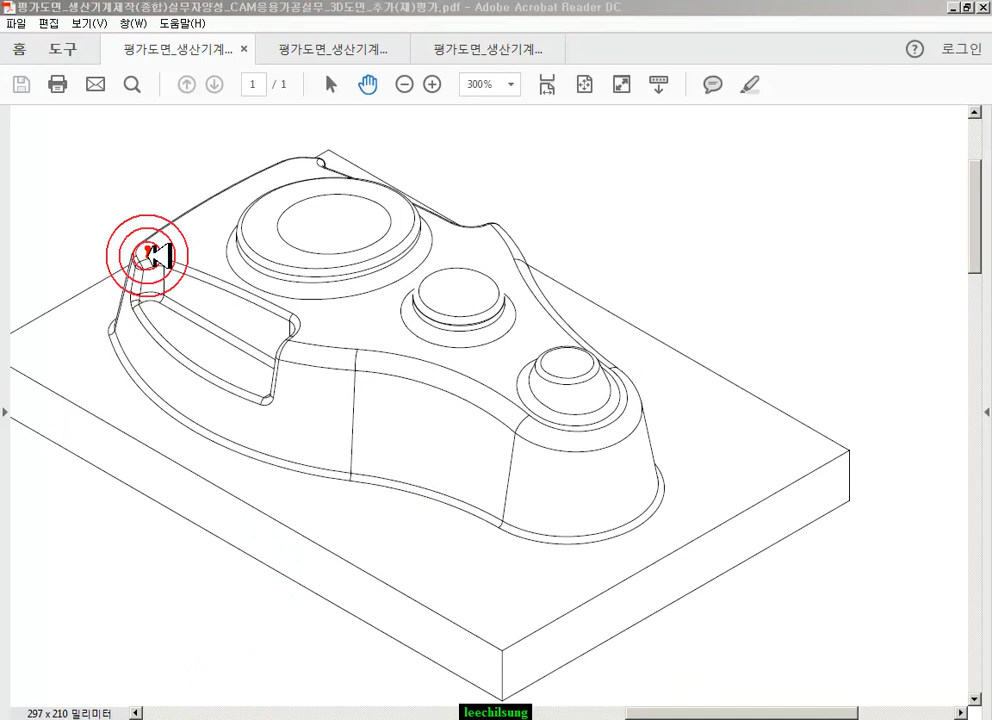 평가도면_생산기계제작(종합)실무자양성_CAM응용가공실무_3D도면_추가(재)평가.pdf - Adobe Acrobat Reader DC
파일 편집 보기(V) 창(W) 도움말(H)
홈 도구 평가도면_생산기계... × 평가도면_생산기계... 평가도면_생산기계... 로그인
1 / 1 300%
297 x 210 밀리미터
leechilsung